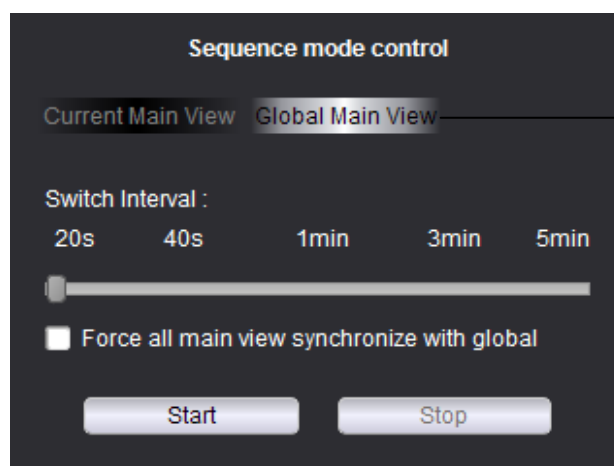 Sequence mode control
Current Main View Global Main View
Switch Interval :
20s 40s 1min 3min 5min
Force all main view synchronize with global
Start Stop